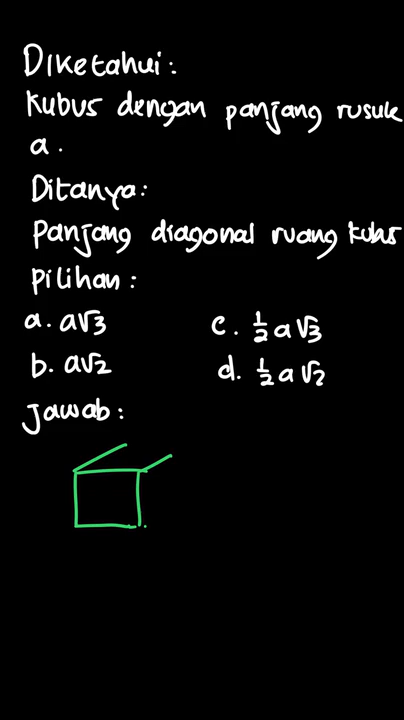 Diketahui:
Kubus dengan panjang rusuk
a.
Ditanya:
Panjang diagonal ruang kubus
Pilihan:
a. a√3 c. ½ a √3
b. a√2 d. ½ a √2
Jawab: